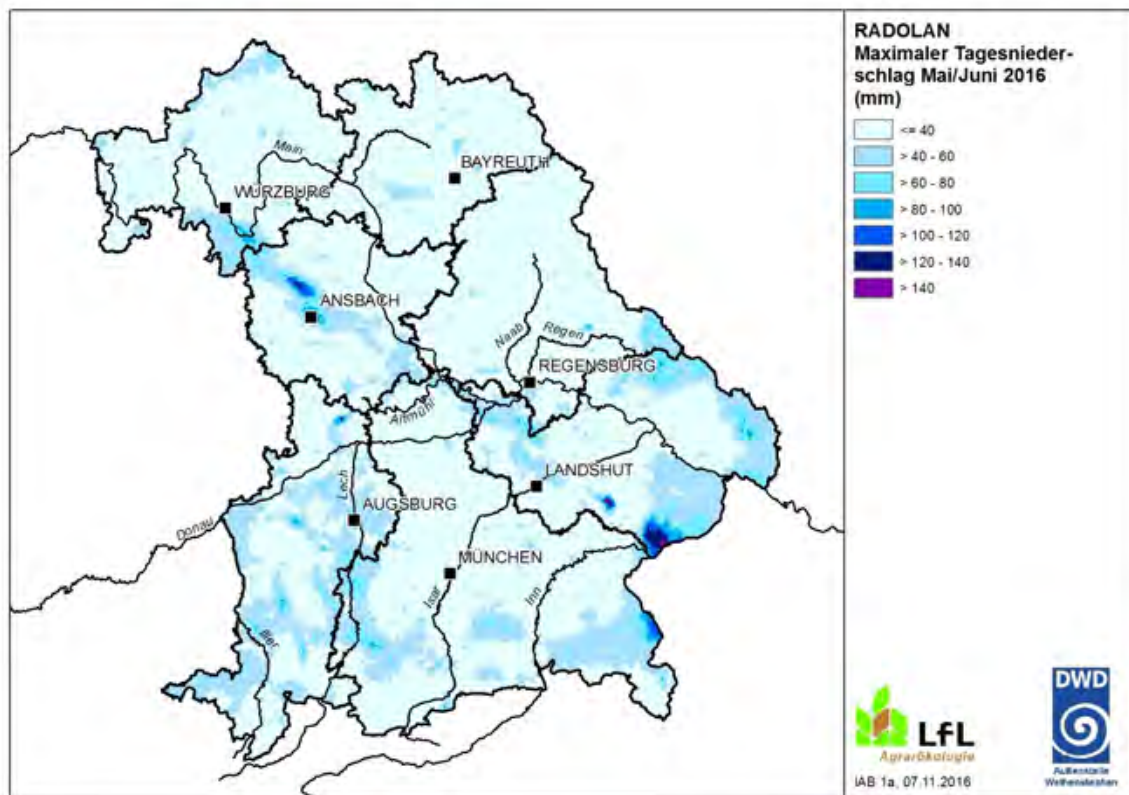 RADOLAN
Maximaler Tagesnieder-
schlag Mai/Juni 2016
(mm)
<= 40
> 40 - 60
> 60 - 80
> 80 - 100
> 100 - 120
> 120 - 140
> 140
Main
BAYREUTH
WÜRZBURG
ANSBACH
Naab
Regen
REGENSBURG
Altmühl
LANDSHUT
Lech
AUGSBURG
Donau
MÜNCHEN
Isar
Inn
Iller
LfL
Agrarökologie
IAB 1a, 07.11.2016
DWD
Außenstelle
Weihenstephan